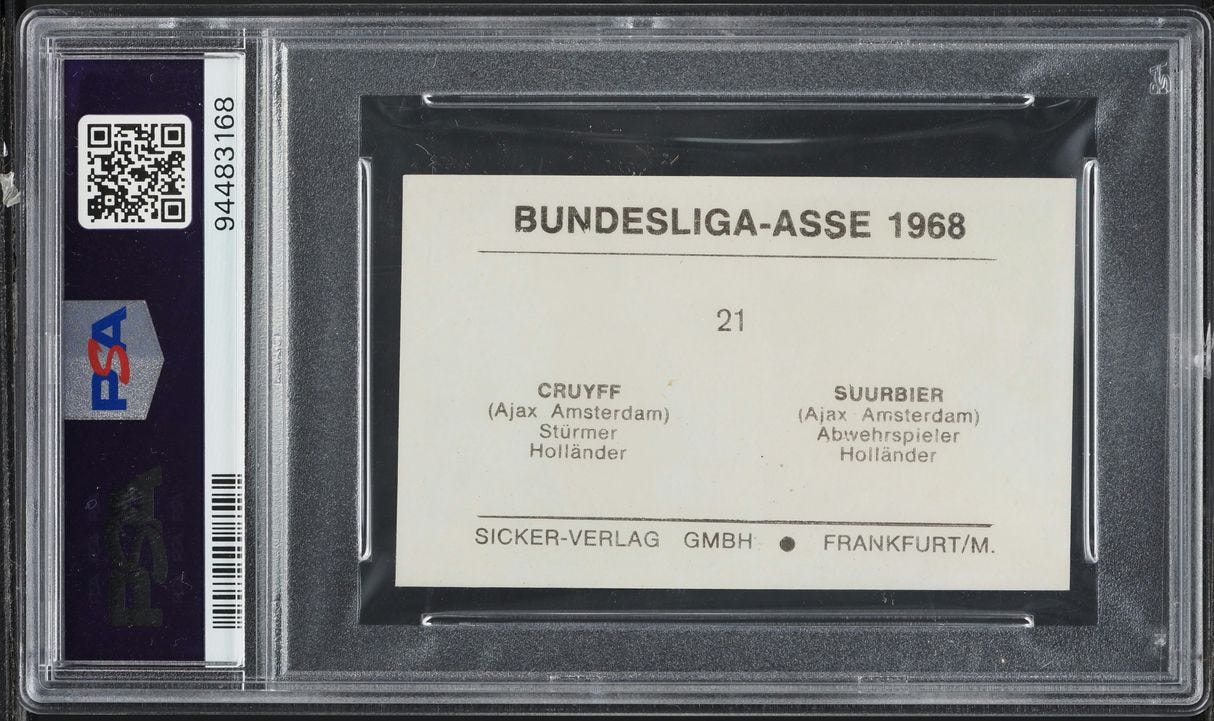 94483168
PSA
PSA
BUNDESLIGA-ASSE 1968
21
CRUYFF
(Ajax Amsterdam)
Stürmer
Holländer
SUURBIER
(Ajax Amsterdam)
Abwehrspieler
Holländer
SICKER-VERLAG GMBH ● FRANKFURT/M.